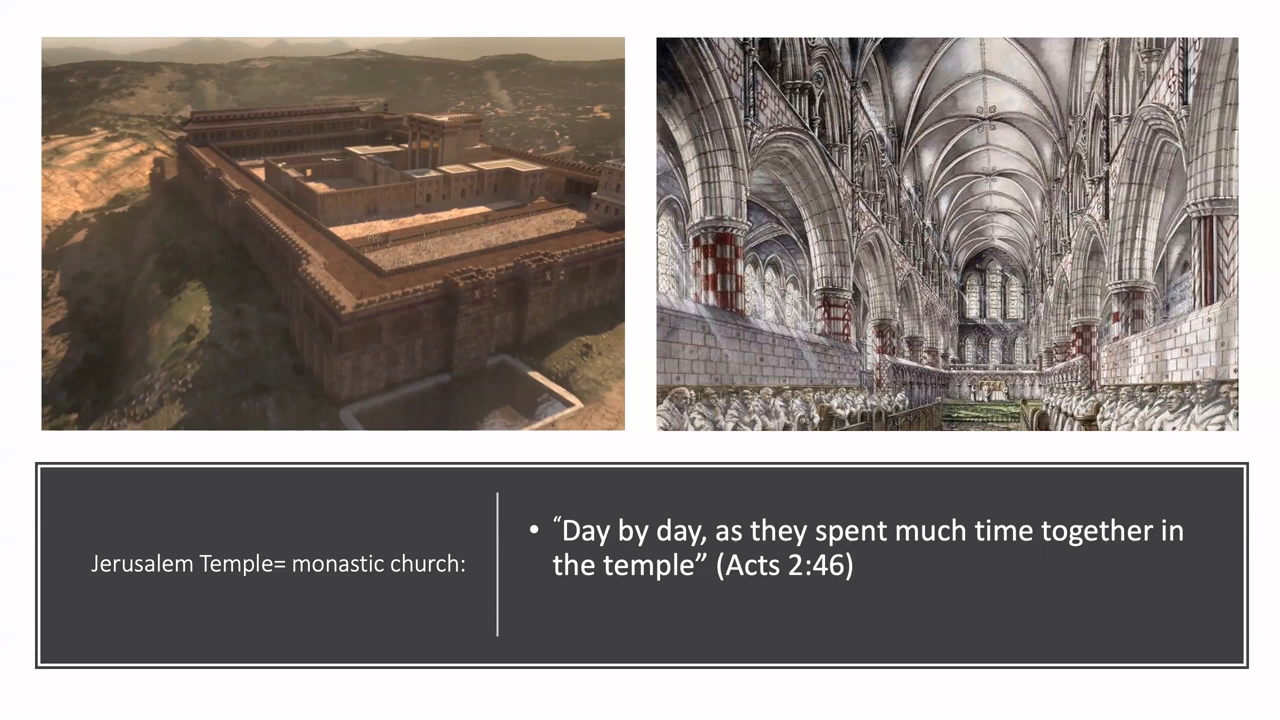 Jerusalem Temple= monastic church:
• “Day by day, as they spent much time together in
the temple” (Acts 2:46)